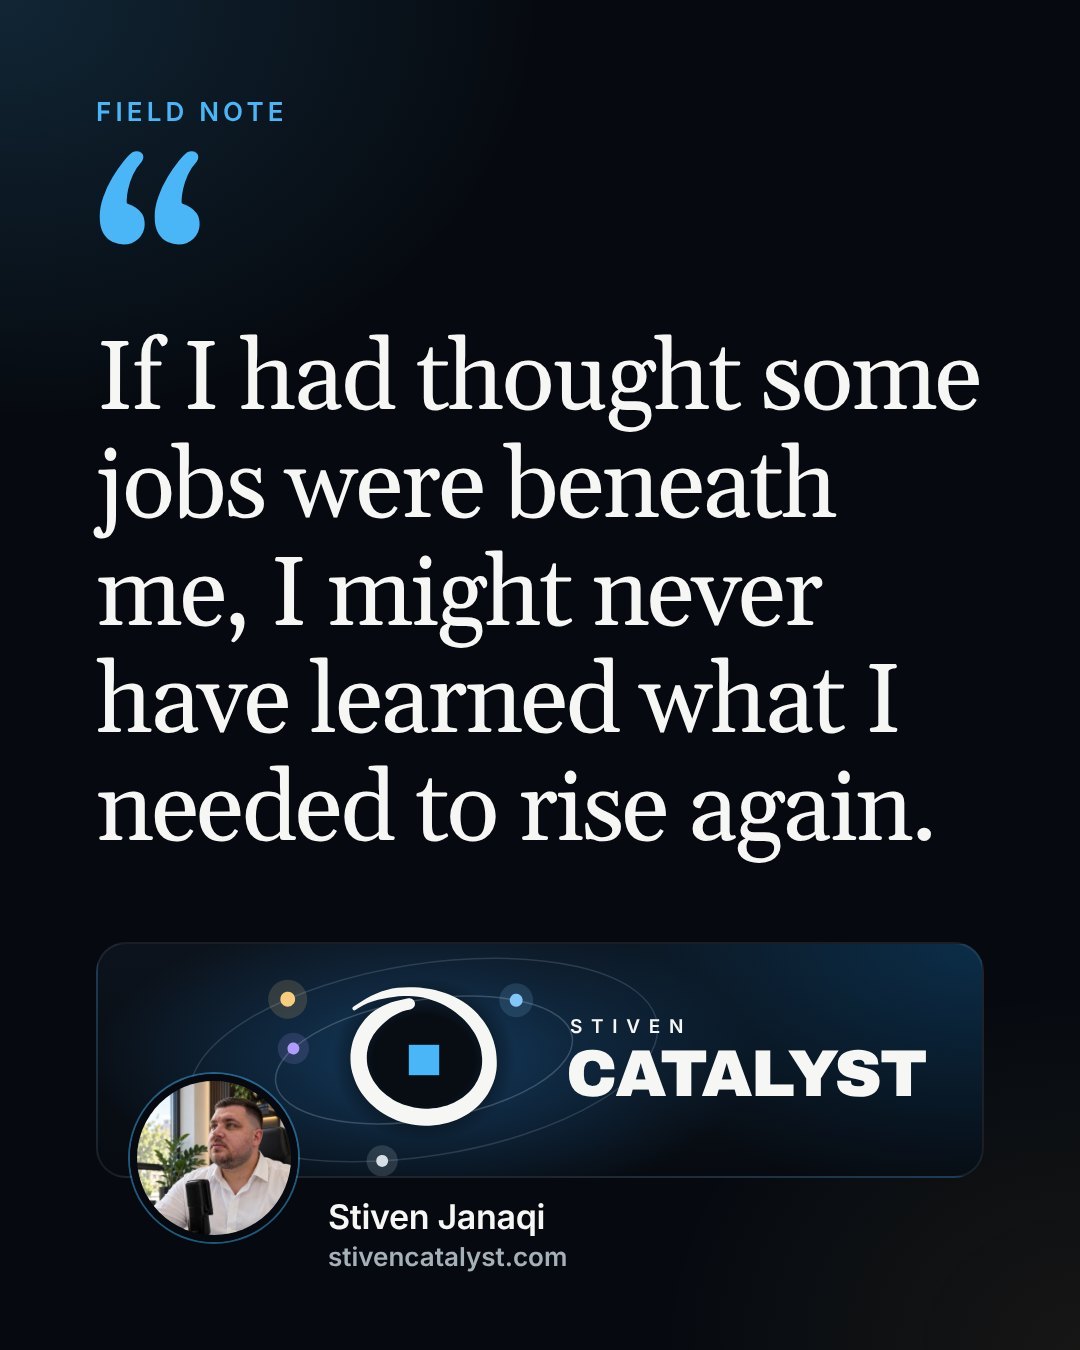 FIELD NOTE
“
If I had thought some
jobs were beneath
me, I might never
have learned what I
needed to rise again.
STIVEN
CATALYST
Stiven Janaqi
stivencatalyst.com